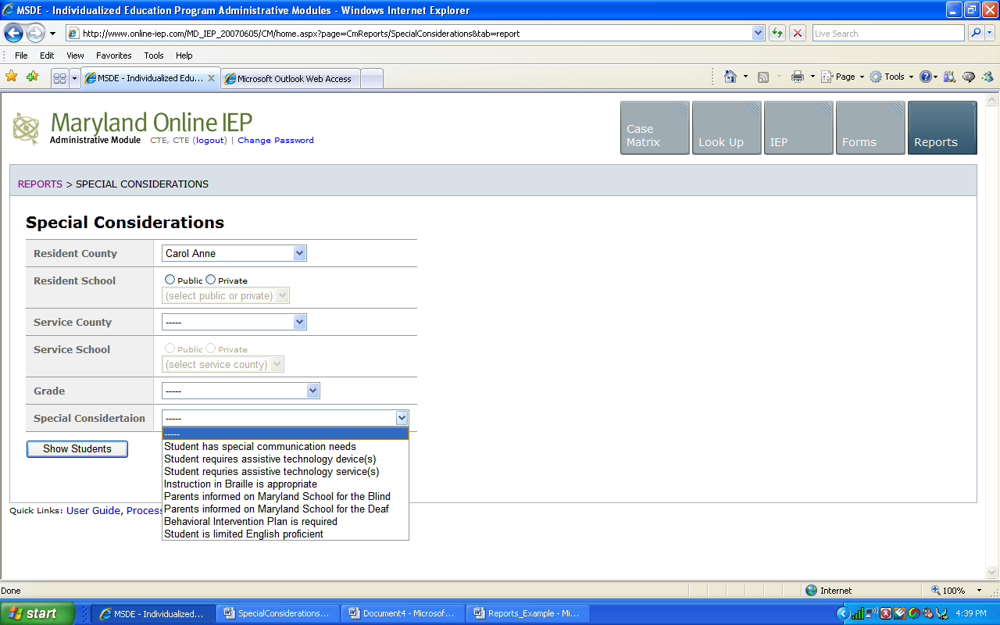 MSDE - Individualized Education Program Administrative Modules - Windows Internet Explorer
http://www.online-iep.com/MD_IEP_20970605/CM/home.aspx?page=CmReports/SpecialConsiderations&tab=report
Live Search
File Edit View Favorites Tools Help
MSDE - Individualized Edu...
Microsoft Outlook Web Access
Page Tools
Maryland Online IEP
Administrative Module CTE, CTE (logout) | Change Password
Case Matrix
Look Up
IEP
Forms
Reports
REPORTS > SPECIAL CONSIDERATIONS
Special Considerations
Resident County Carol Anne
Resident School Public Private
(select public or private)
Service County -----
Service School Public Private
(select service county)
Grade -----
Special Considertaion -----
-----
Show Students
Student has special communication needs
Student requires assistive technology device(s)
Student requries assistive technology service(s)
Instruction in Braille is appropriate
Parents informed on Maryland School for the Blind
Parents informed on Maryland School for the Deaf
Behavioral Intervention Plan is required
Student is limited English proficient
Quick Links: User Guide, Process
Done
Internet
100%
start
MSDE - Individualized...
SpecialConsiderations...
Document4 - Microsof...
Reports_Example - Mi...
4:39 PM